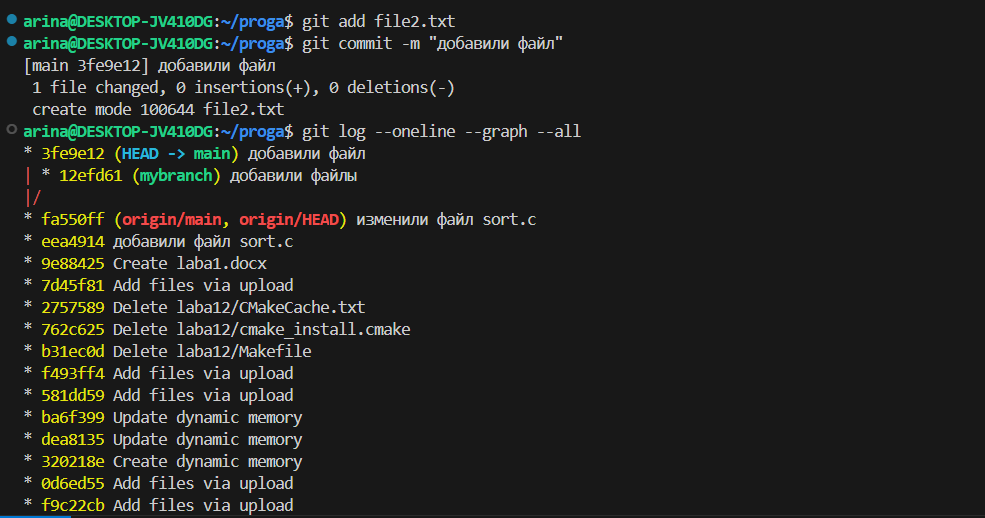 arina@DESKTOP-JV410DG:~/proga$ git add file2.txt
arina@DESKTOP-JV410DG:~/proga$ git commit -m "добавили файл"
[main 3fe9e12] добавили файл
 1 file changed, 0 insertions(+), 0 deletions(-)
 create mode 100644 file2.txt
arina@DESKTOP-JV410DG:~/proga$ git log --oneline --graph --all
* 3fe9e12 (HEAD -> main) добавили файл
| * 12efd61 (mybranch) добавили файлы
|/
* fa550ff (origin/main, origin/HEAD) изменили файл sort.c
* eea4914 добавили файл sort.c
* 9e88425 Create laba1.docx
* 7d45f81 Add files via upload
* 2757589 Delete laba12/CMakeCache.txt
* 762c625 Delete laba12/cmake_install.cmake
* b31ec0d Delete laba12/Makefile
* f493ff4 Add files via upload
* 581dd59 Add files via upload
* ba6f399 Update dynamic memory
* dea8135 Update dynamic memory
* 320218e Create dynamic memory
* 0d6ed55 Add files via upload
* f9c22cb Add files via upload